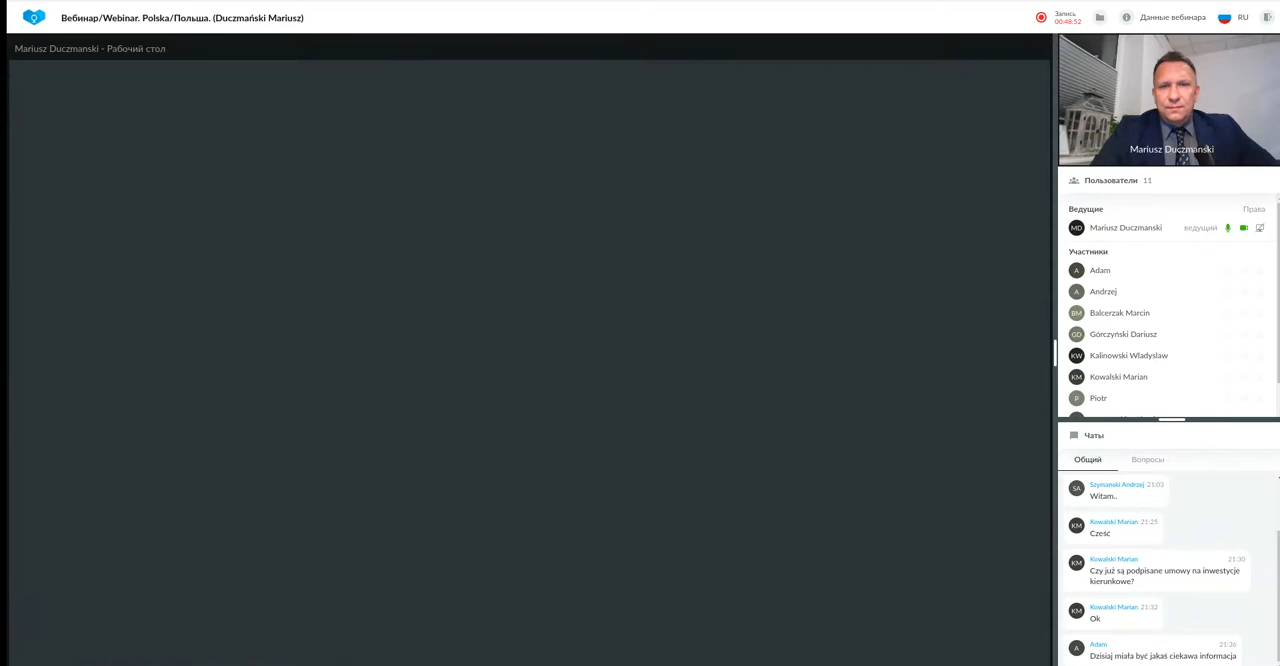 Вебинар/Webinar. Polska/Польша. (Duczmański Mariusz)
Запись
00:48:52
Данные вебинара
RU
Mariusz Duczmanski - Рабочий стол
Mariusz Duczmanski
Пользователи 11
Ведущие Права
MD Mariusz Duczmanski ведущий
Участники
A Adam
A Andrzej
BM Balcerzak Marcin
GD Górczyński Dariusz
KW Kalinowski Wladyslaw
KM Kowalski Marian
P Piotr
Чаты
Общий Вопросы
SA Szymanski Andrzej 21:03
Witam..
KM Kowalski Marian 21:25
Cześć
KM Kowalski Marian 21:30
Czy już są podpisane umowy na inwestycje
kierunkowe?
KM Kowalski Marian 21:32
Ok
A Adam 21:36
Dzisiaj miała być jakaś ciekawa informacja